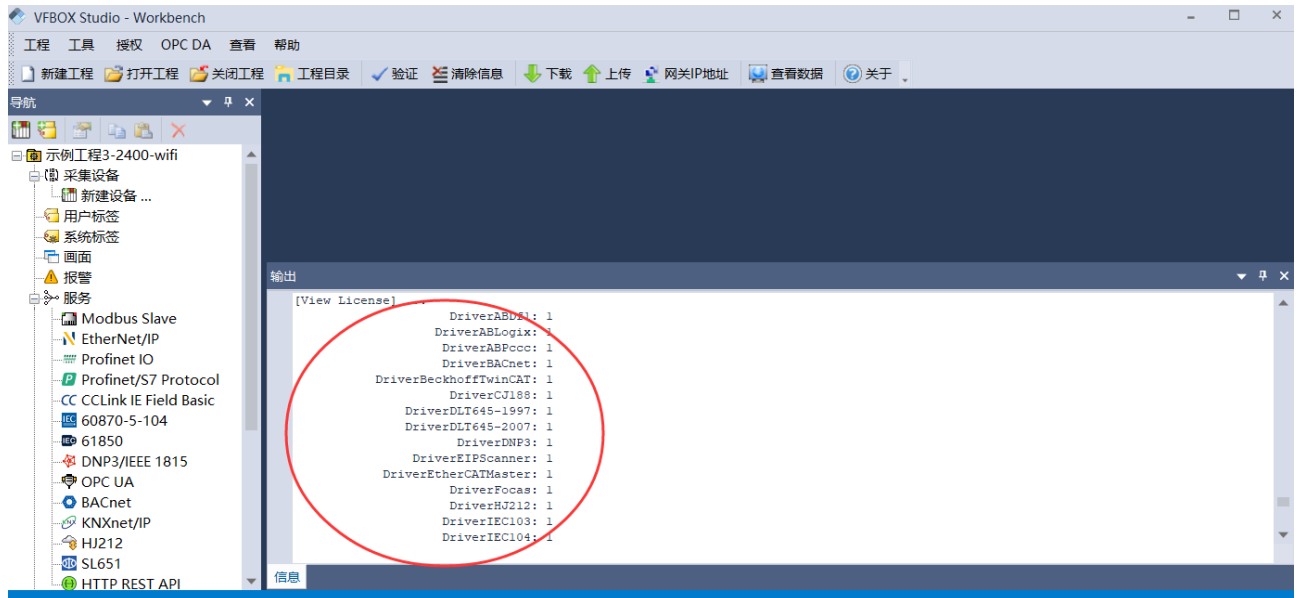 VFBOX Studio - Workbench
工程 工具 授权 OPC DA 查看 帮助
新建工程 打开工程 关闭工程 工程目录 验证 清除信息 下载 上传 网关IP地址 查看数据 关于
导航
示例工程3-2400-wifi
采集设备
新建设备 ...
用户标签
系统标签
画面
报警
服务
Modbus Slave
EtherNet/IP
Profinet IO
Profinet/S7 Protocol
CC CCLink IE Field Basic
IEC 60870-5-104
61850
DNP3/IEEE 1815
OPC UA
BACnet
KNXnet/IP
HJ212
SL651
HTTP REST API
输出
[View License]
DriverABDF1: 1
DriverABLogix: 1
DriverABPccc: 1
DriverBACnet: 1
DriverBeckhoffTwinCAT: 1
DriverCJ188: 1
DriverDLT645-1997: 1
DriverDLT645-2007: 1
DriverDNP3: 1
DriverEIPScanner: 1
DriverEtherCATMaster: 1
DriverFocas: 1
DriverHJ212: 1
DriverIEC103: 1
DriverIEC104: 1
信息